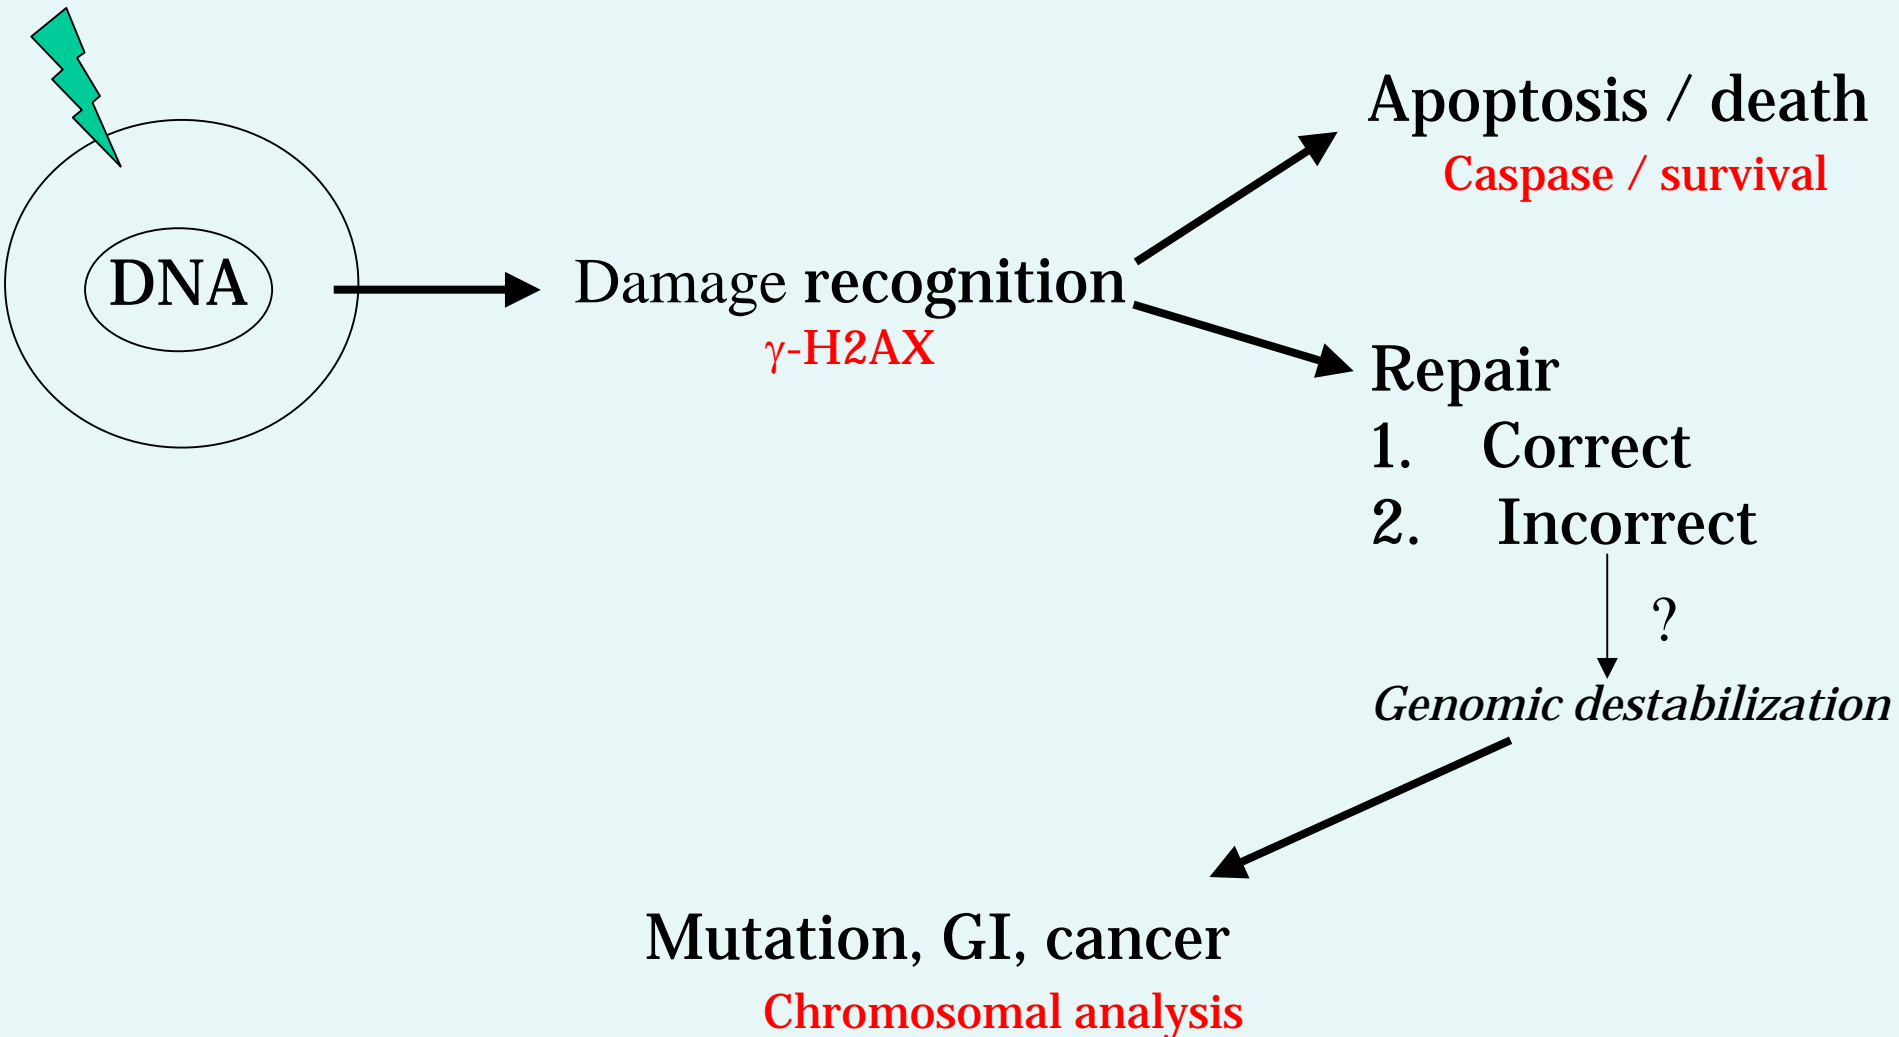 DNA
Damage recognition
γ-H2AX
Apoptosis / death
Caspase / survival
Repair
1. Correct
2. Incorrect
?
Genomic destabilization
Mutation, GI, cancer
Chromosomal analysis